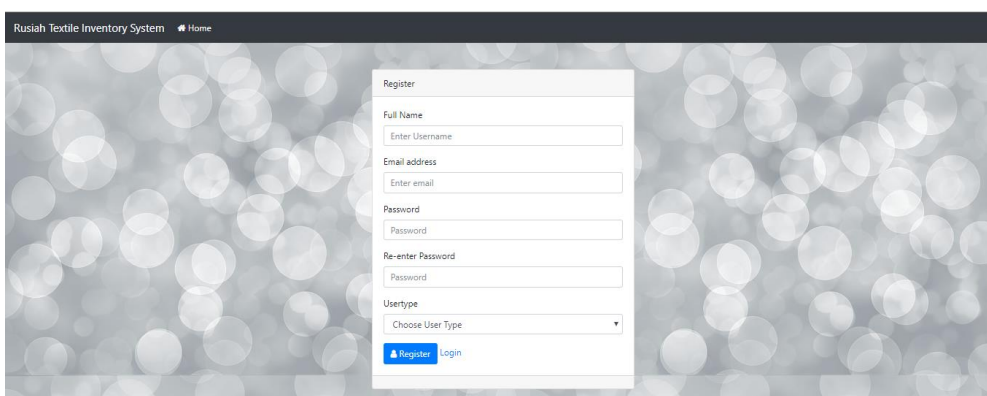 Rusiah Textile Inventory System Home
Register
Full Name
Enter Username
Email address
Enter email
Password
Password
Re-enter Password
Password
Usertype
Choose User Type
Register Login